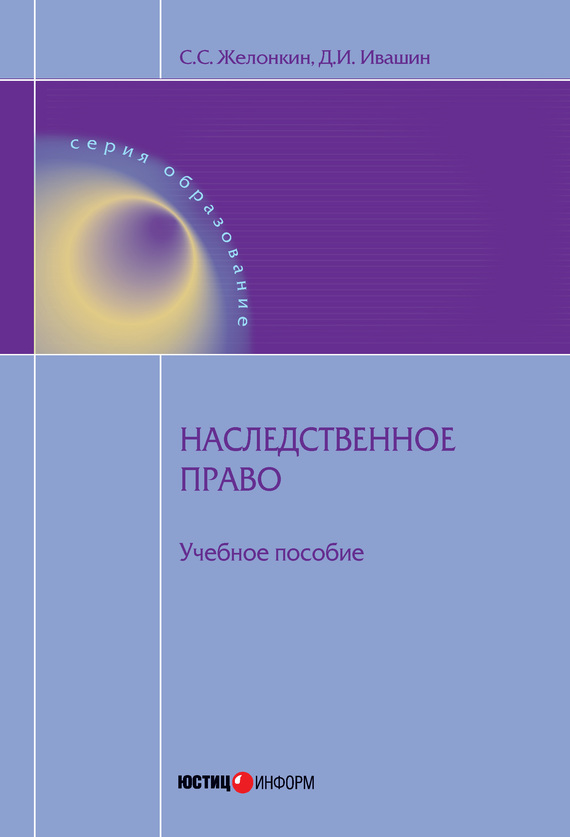 С.С. Желонкин, Д.И. Ивашин
серия образование
НАСЛЕДСТВЕННОЕ
ПРАВО
Учебное пособие
ЮСТИЦИНФОРМ